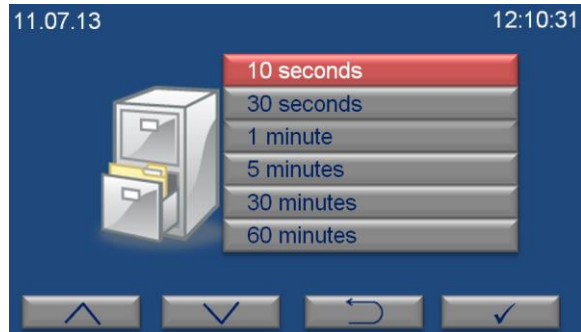 11.07.13 12:10:31
10 seconds
30 seconds
1 minute
5 minutes
30 minutes
60 minutes